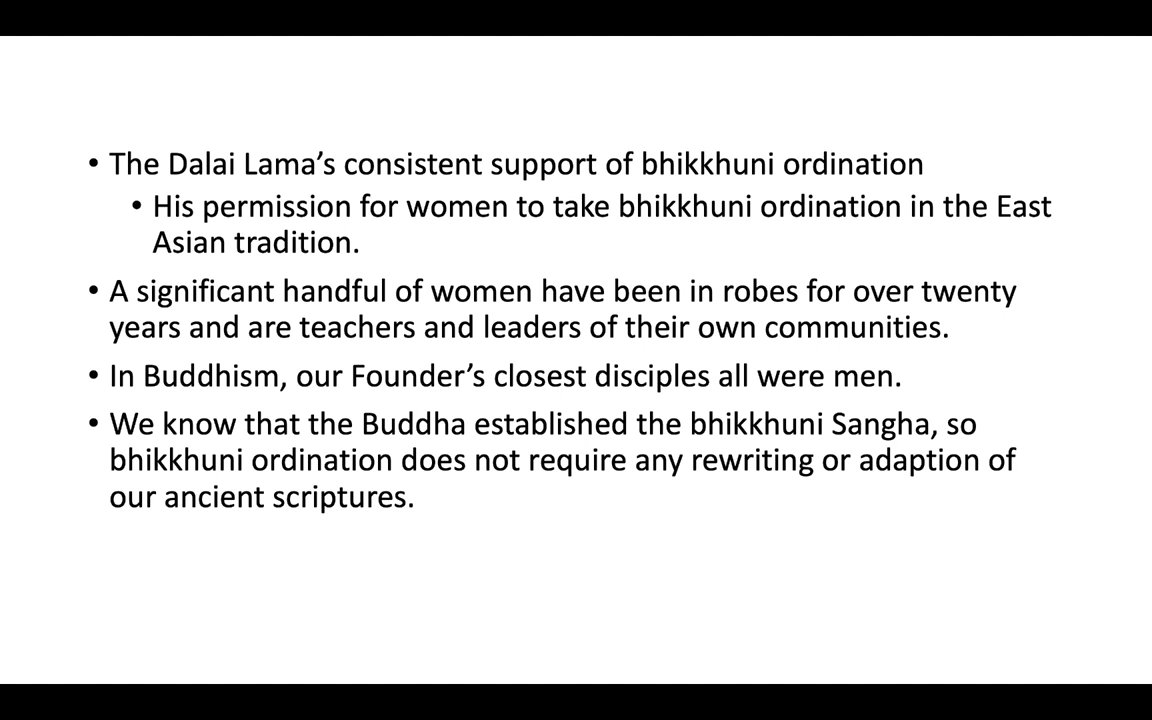 • The Dalai Lama’s consistent support of bhikkhuni ordination
• His permission for women to take bhikkhuni ordination in the East
Asian tradition.
• A significant handful of women have been in robes for over twenty
years and are teachers and leaders of their own communities.
• In Buddhism, our Founder’s closest disciples all were men.
• We know that the Buddha established the bhikkhuni Sangha, so
bhikkhuni ordination does not require any rewriting or adaption of
our ancient scriptures.